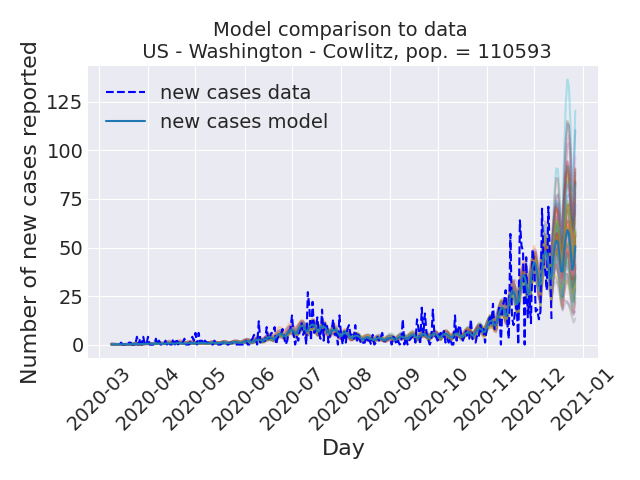 Model comparison to data
US - Washington - Cowlitz, pop. = 110593
Number of new cases reported
new cases data
new cases model
125
100
75
50
25
0
2020-03
2020-04
2020-05
2020-06
2020-07
2020-08
2020-09
2020-10
2020-11
2020-12
2021-01
Day